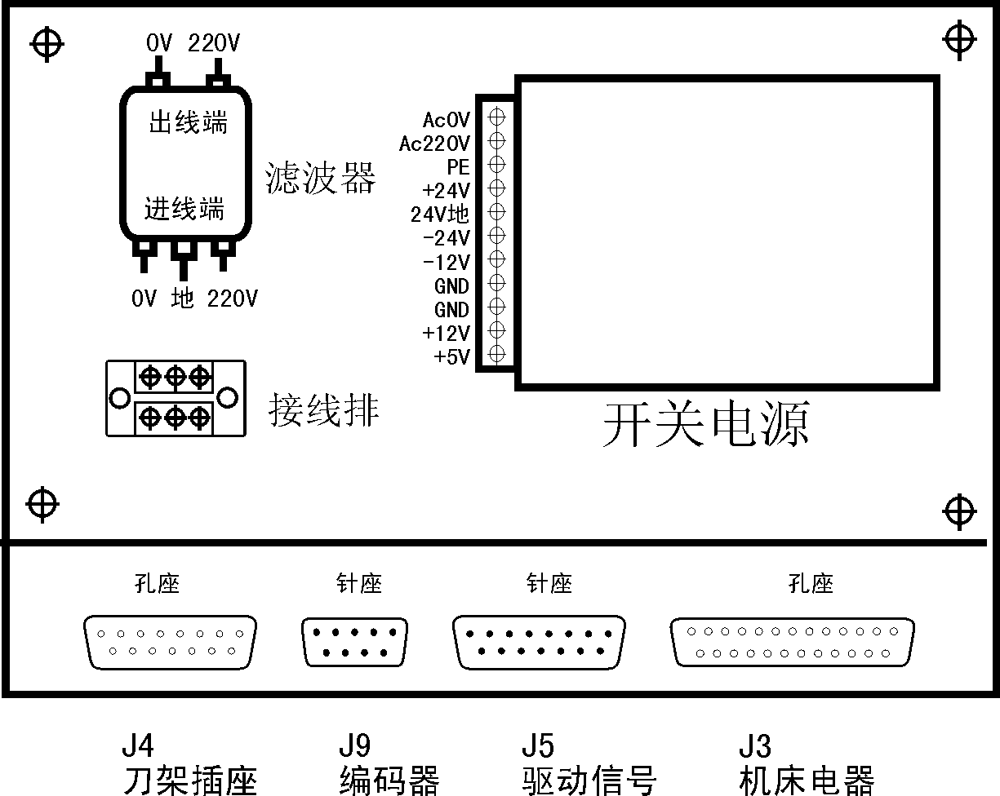 0V 220V
出线端
进线端
0V 地 220V
滤波器
接线排
Ac0V
Ac220V
PE
+24V
24V地
-24V
-12V
GND
GND
+12V
+5V
开关电源
孔座 针座 针座 孔座
J4 J9 J5 J3
刀架插座 编码器 驱动信号 机床电器